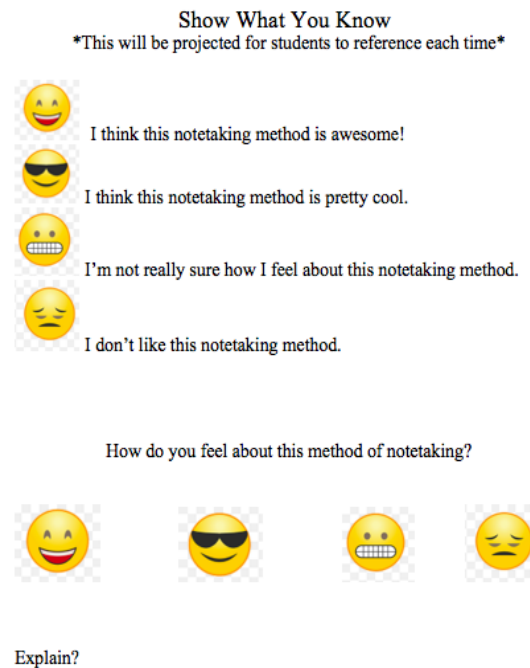 Show What You Know
*This will be projected for students to reference each time*
I think this notetaking method is awesome!
I think this notetaking method is pretty cool.
I’m not really sure how I feel about this notetaking method.
I don’t like this notetaking method.
How do you feel about this method of notetaking?
Explain?